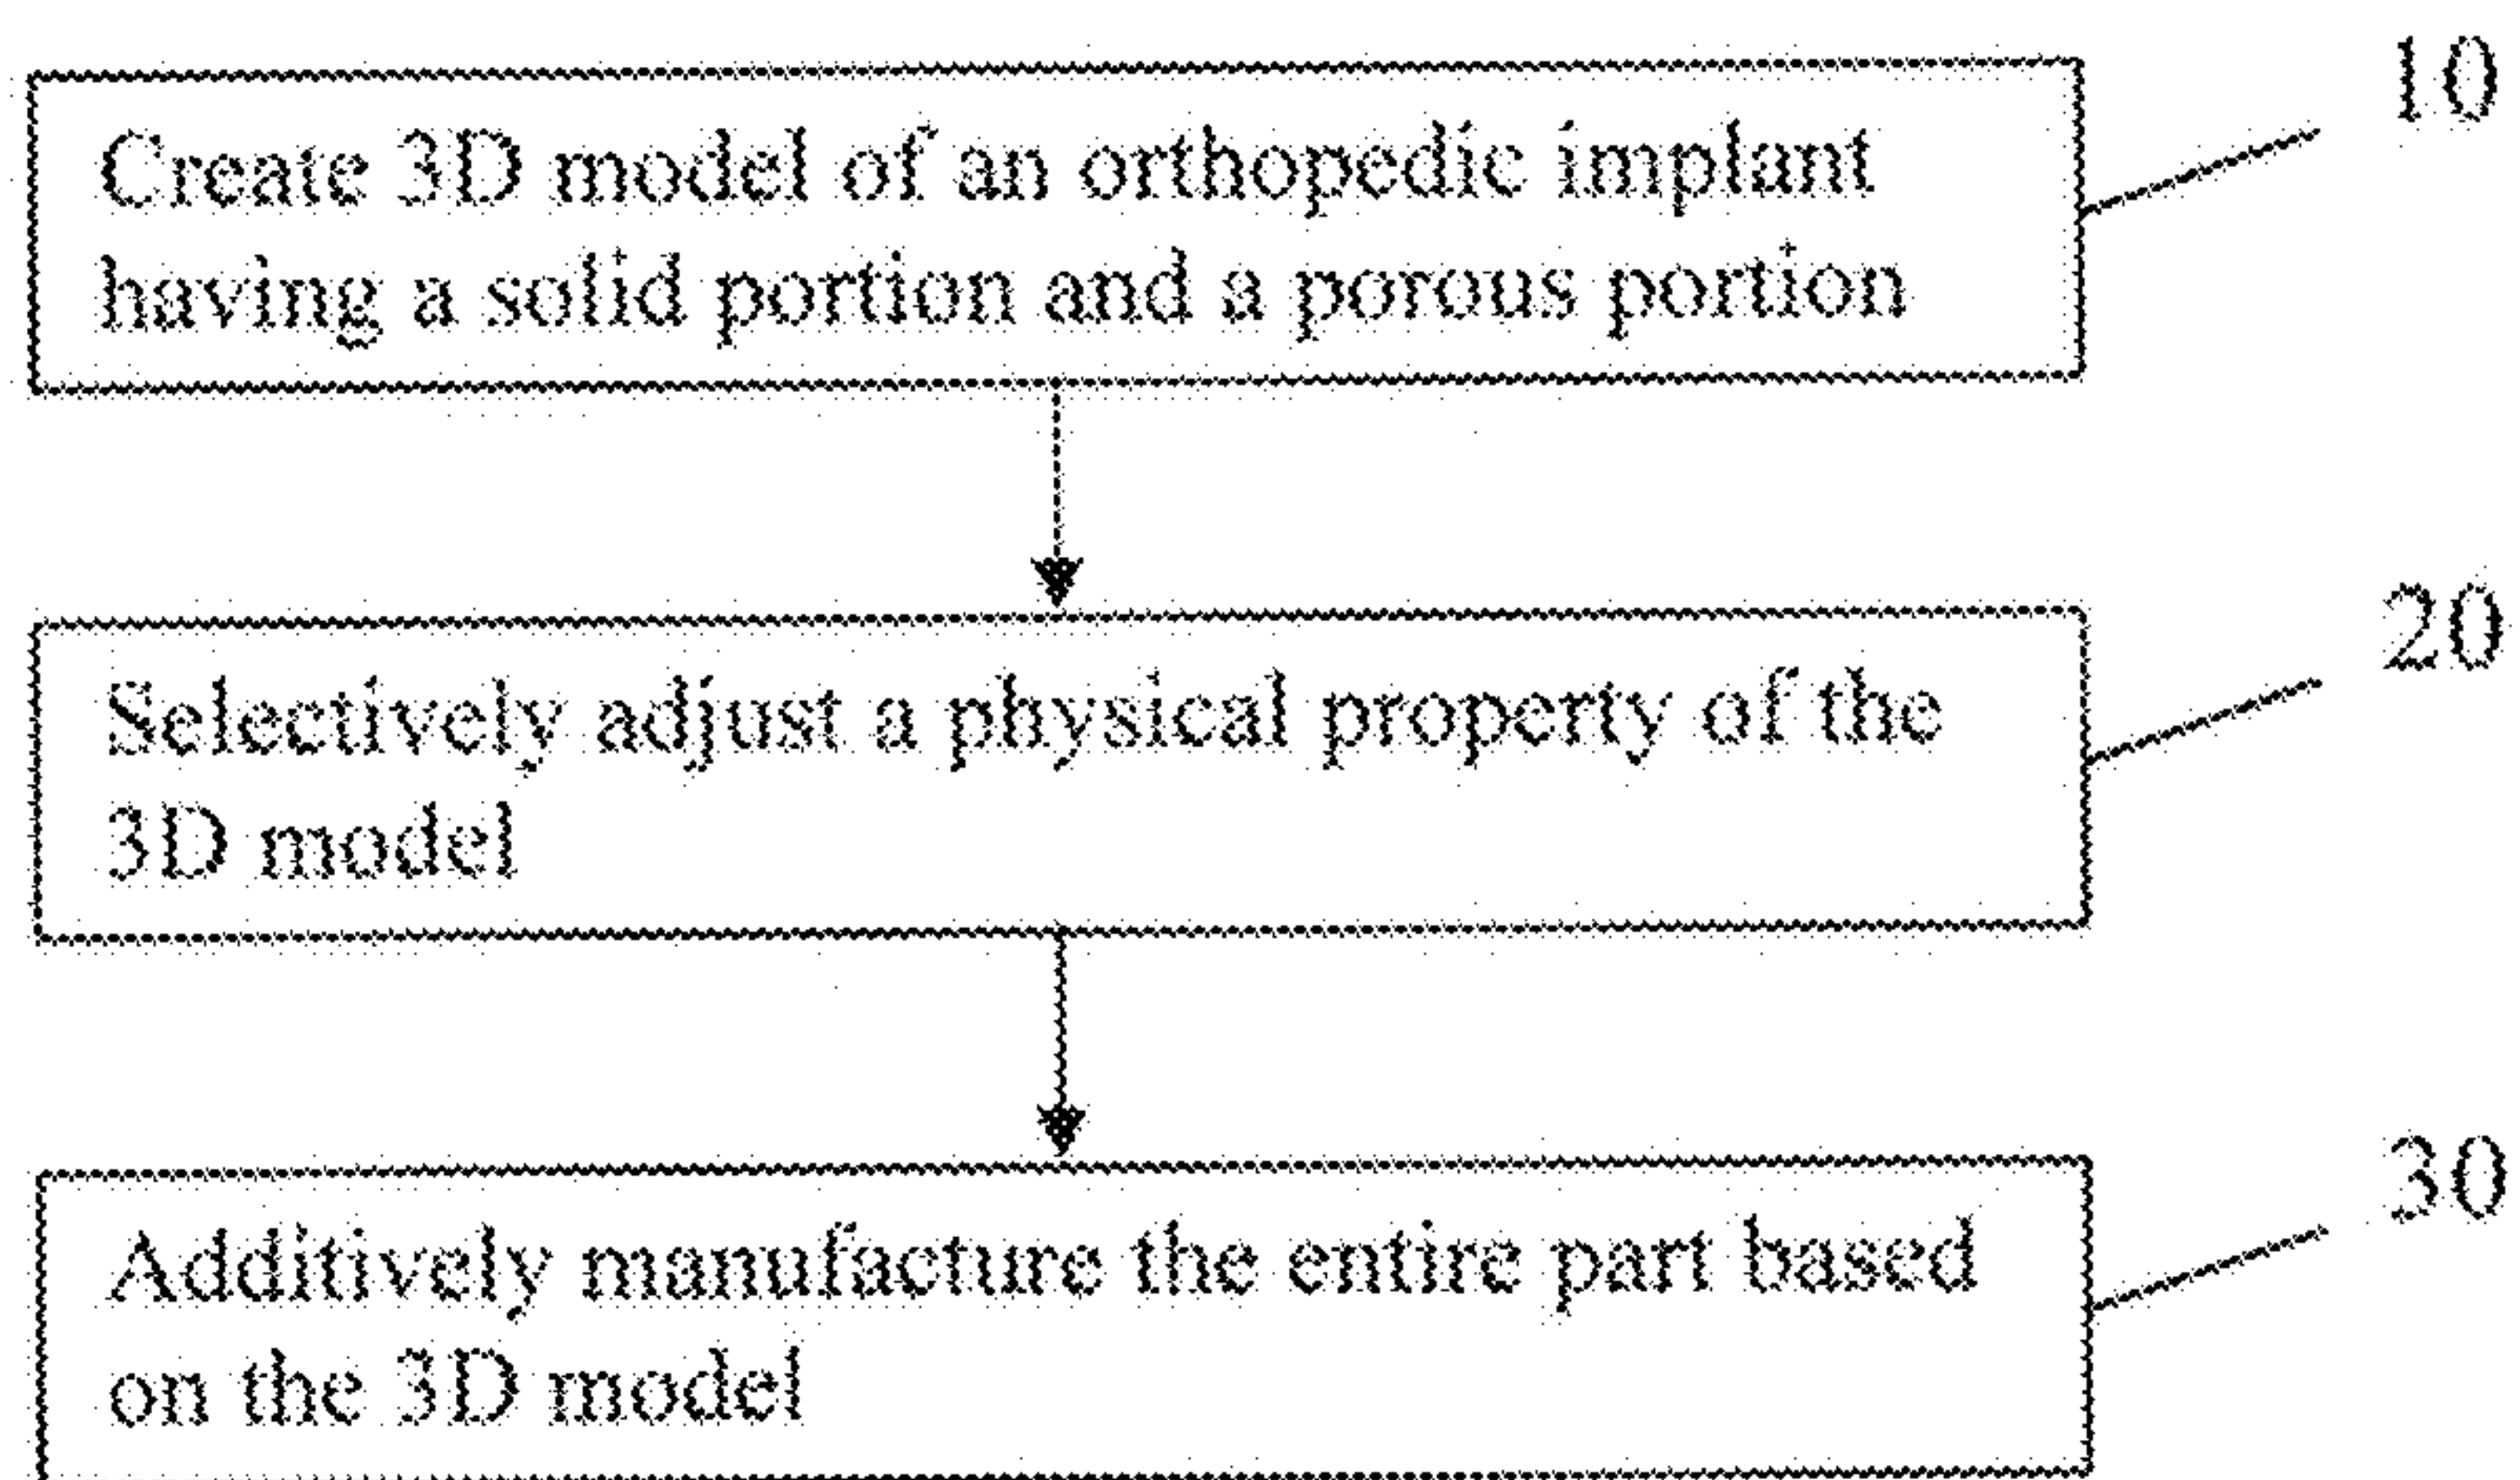 10
Create 3D model of an orthopedic implant
having a solid portion and a porous portion
20
Selectively adjust a physical property of the
3D model
30
Additively manufacture the entire part based
on the 3D model